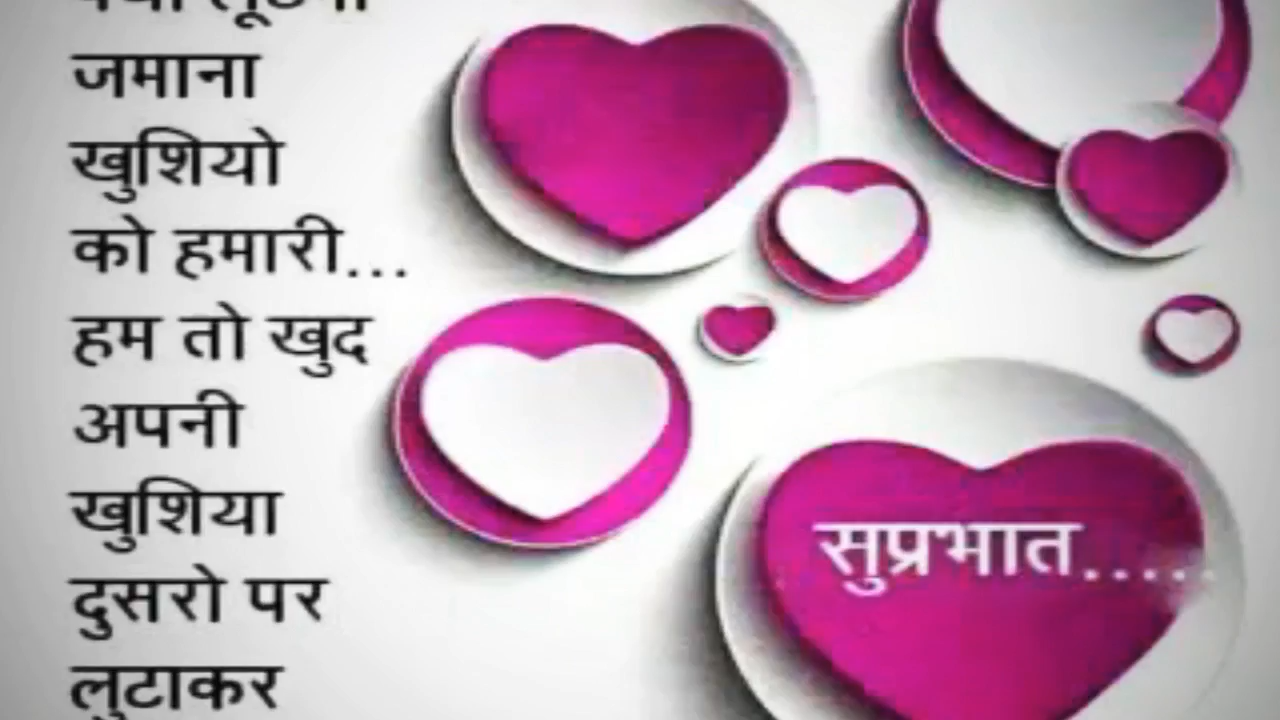 जमाना
खुशियो
को हमारी...
हम तो खुद
अपनी
खुशिया
दुसरो पर
लुटाकर
सुप्रभात.....